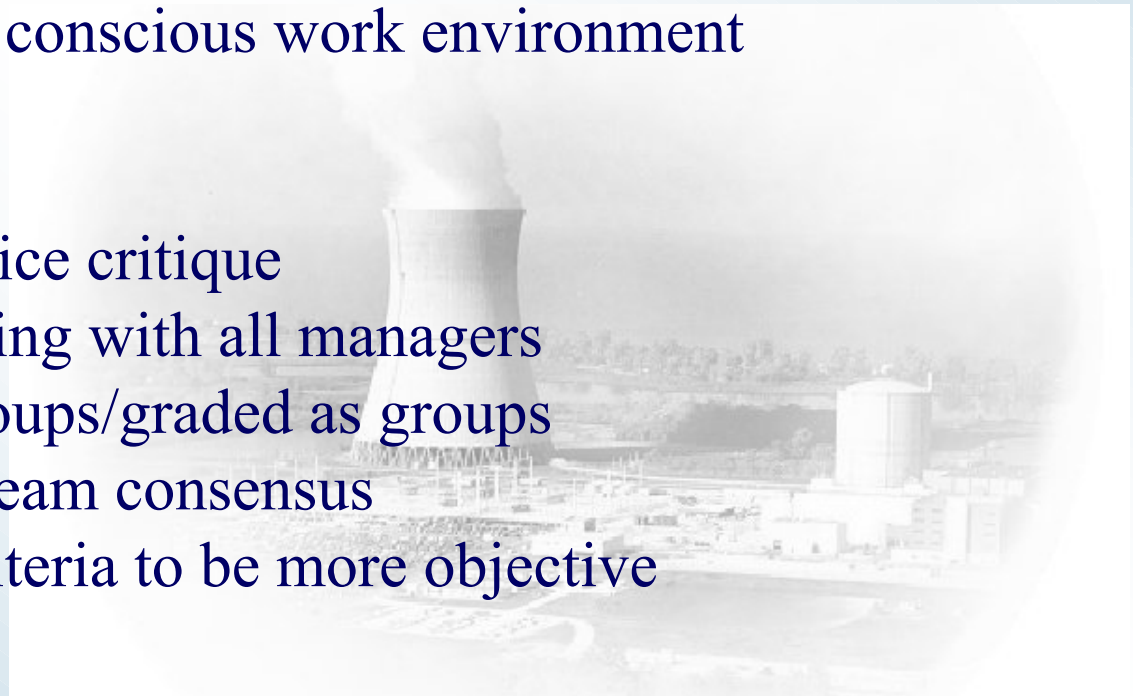 conscious work environment
ice critique
ing with all managers
oups/graded as groups
eam consensus
iteria to be more objective